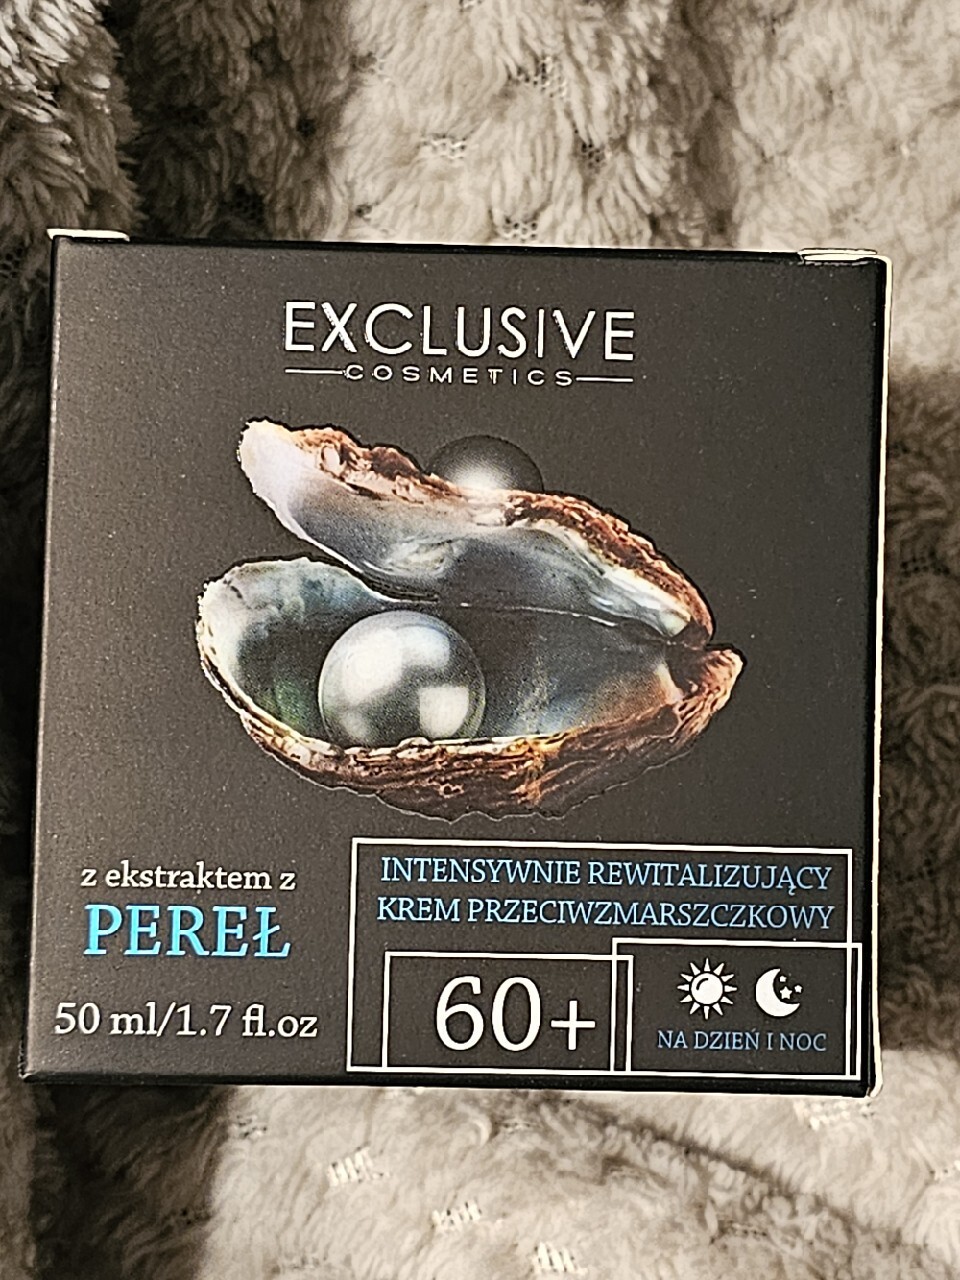 EXCLUSIVE
COSMETICS
z ekstraktem z
PEREŁ
50 ml/1.7 fl.oz
INTENSYWNIE REWITALIZUJĄCY
KREM PRZECIWZMARSZCZKOWY
60+
NA DZIEŃ I NOC